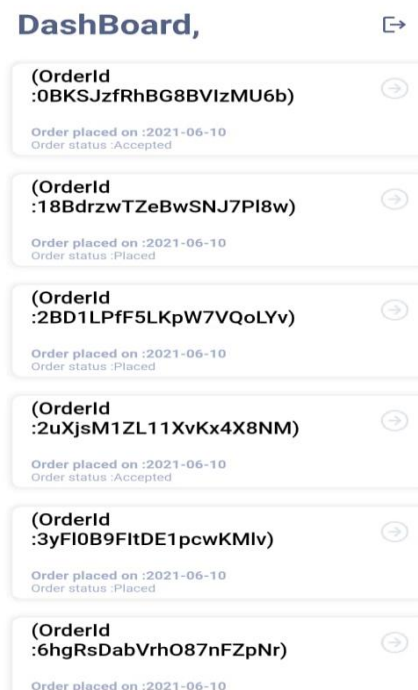 DashBoard,
(OrderId
:0BKSJzfRhBG8BVIzMU6b)
Order placed on :2021-06-10
Order status :Accepted
(OrderId
:18BdrzwTZeBwSNJ7Pl8w)
Order placed on :2021-06-10
Order status :Placed
(OrderId
:2BD1LPfF5LKpW7VQoLYv)
Order placed on :2021-06-10
Order status :Placed
(OrderId
:2uXjsM1ZL11XvKx4X8NM)
Order placed on :2021-06-10
Order status :Accepted
(OrderId
:3yFl0B9FItDE1pcwKMlv)
Order placed on :2021-06-10
Order status :Placed
(OrderId
:6hgRsDabVrhO87nFZpNr)
Order placed on :2021-06-10